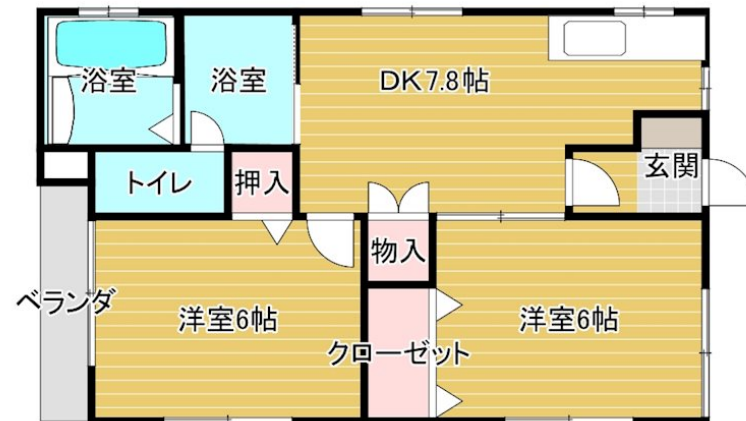 浴室
浴室
DK7.8帖
トイレ
押入
玄関
物入
ベランダ
洋室6帖
洋室6帖
クローゼット